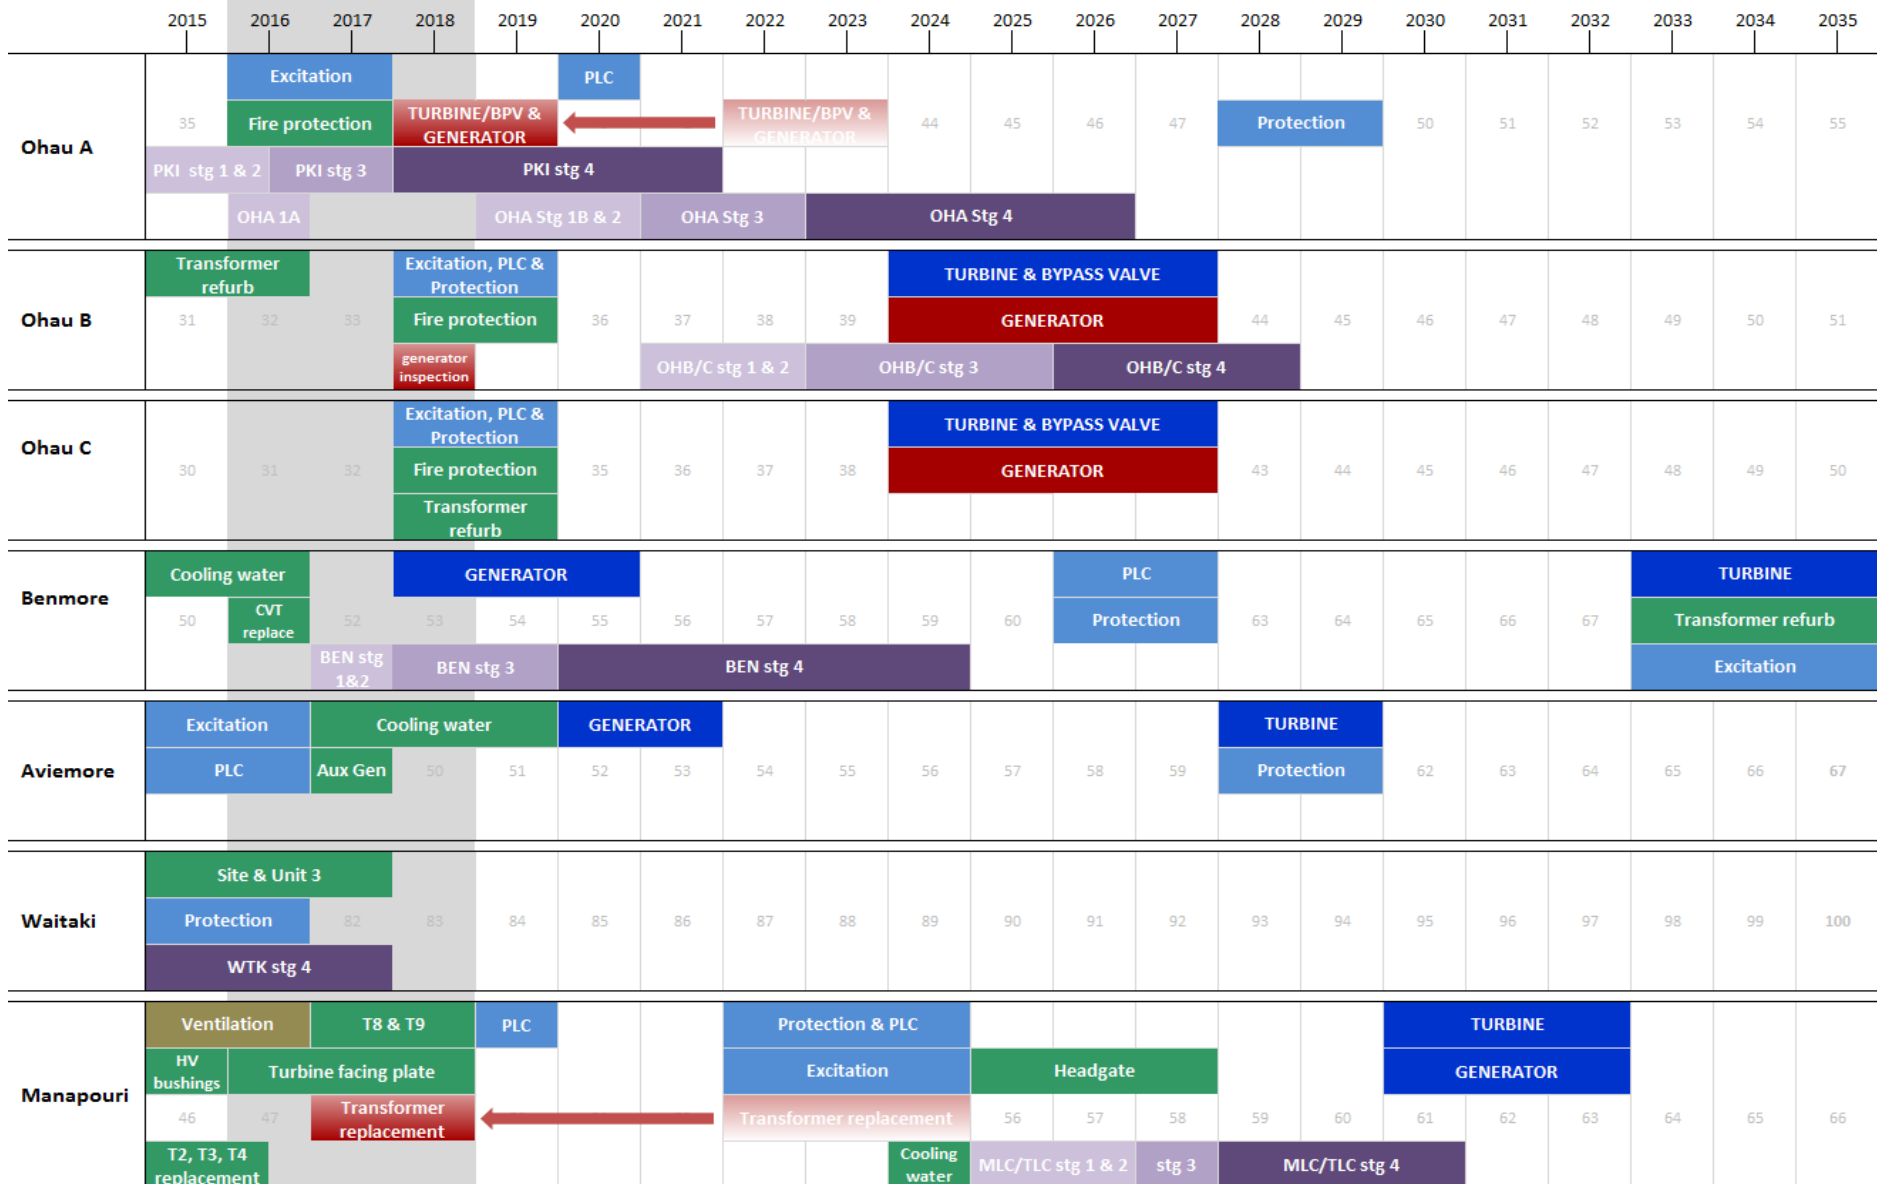 2015 2016 2017 2018 2019 2020 2021 2022 2023 2024 2025 2026 2027 2028 2029 2030 2031 2032 2033 2034 2035
Ohau A
Excitation PLC
35 Fire protection TURBINE/BPV & GENERATOR TURBINE/BPV & GENERATOR 44 45 46 47 Protection 50 51 52 53 54 55
PKI stg 1 & 2 PKI stg 3 PKI stg 4
OHA 1A OHA Stg 1B & 2 OHA Stg 3 OHA Stg 4
Ohau B
Transformer refurb Excitation, PLC & Protection TURBINE & BYPASS VALVE
31 32 33 Fire protection 36 37 38 39 GENERATOR 44 45 46 47 48 49 50 51
generator inspection OHB/C stg 1 & 2 OHB/C stg 3 OHB/C stg 4
Ohau C
Excitation, PLC & Protection TURBINE & BYPASS VALVE
30 31 32 Fire protection 35 36 37 38 GENERATOR 43 44 45 46 47 48 49 50
Transformer refurb
Benmore
Cooling water GENERATOR PLC TURBINE
50 CVT replace 52 53 54 55 56 57 58 59 60 Protection 63 64 65 66 67 Transformer refurb
BEN stg 1&2 BEN stg 3 BEN stg 4 Excitation
Aviemore
Excitation Cooling water GENERATOR TURBINE
PLC Aux Gen 50 51 52 53 54 55 56 57 58 59 Protection 62 63 64 65 66 67
Waitaki
Site & Unit 3
Protection 82 83 84 85 86 87 88 89 90 91 92 93 94 95 96 97 98 99 100
WTK stg 4
Manapouri
Ventilation T8 & T9 PLC Protection & PLC TURBINE
HV bushings Turbine facing plate Excitation Headgate GENERATOR
46 47 Transformer replacement Transformer replacement 56 57 58 59 60 61 62 63 64 65 66
T2, T3, T4 replacement Cooling water MLC/TLC stg 1 & 2 stg 3 MLC/TLC stg 4